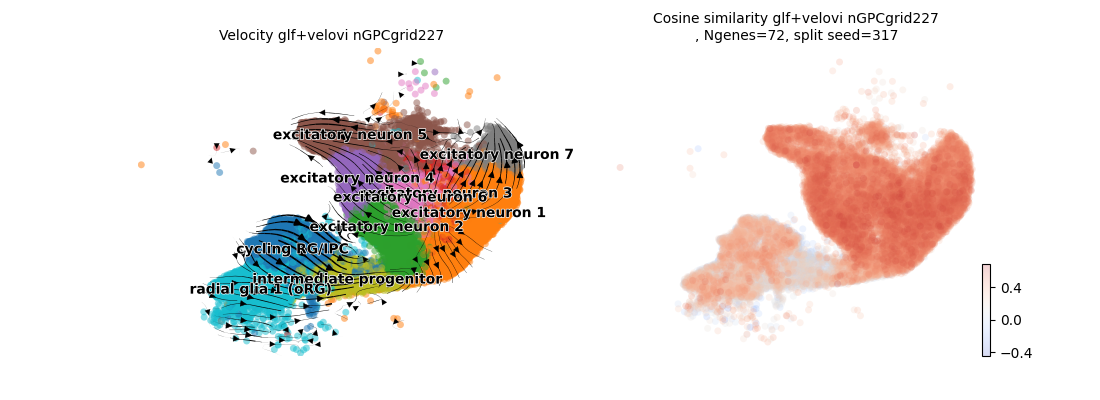 Velocity glf+velovi nGPCgrid227
excitatory neuron 5
excitatory neuron 7
excitatory neuron 4
excitatory neuron 3
excitatory neuron 6
excitatory neuron 1
excitatory neuron 2
cycling RG/IPC
intermediate progenitor
radial glia 1 (oRG)
Cosine similarity glf+velovi nGPCgrid227
, Ngenes=72, split seed=317
0.4
0.0
−0.4